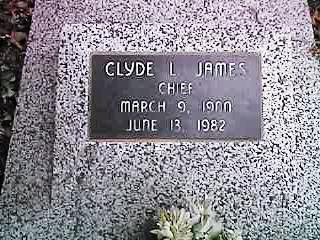 CLYDE L. JAMES
CHIEF
MARCH 9, 1900
JUNE 13, 1982